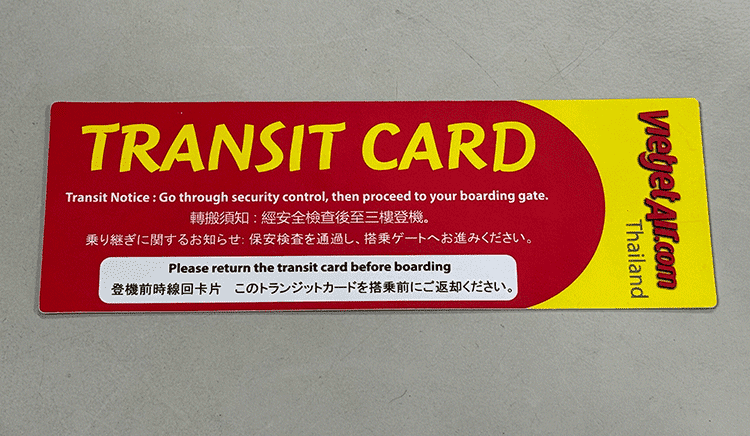 TRANSIT CARD
Transit Notice : Go through security control, then proceed to your boarding gate.
轉搬須知 : 經安全檢查後至三樓登機。
乗り継ぎに関するお知らせ: 保安検査を通過し、搭乗ゲートへお進みください。
Please return the transit card before boarding
登機前時線回卡片 このトランジットカードを搭乗前にご返却ください。
vietjetAir.com
Thailand